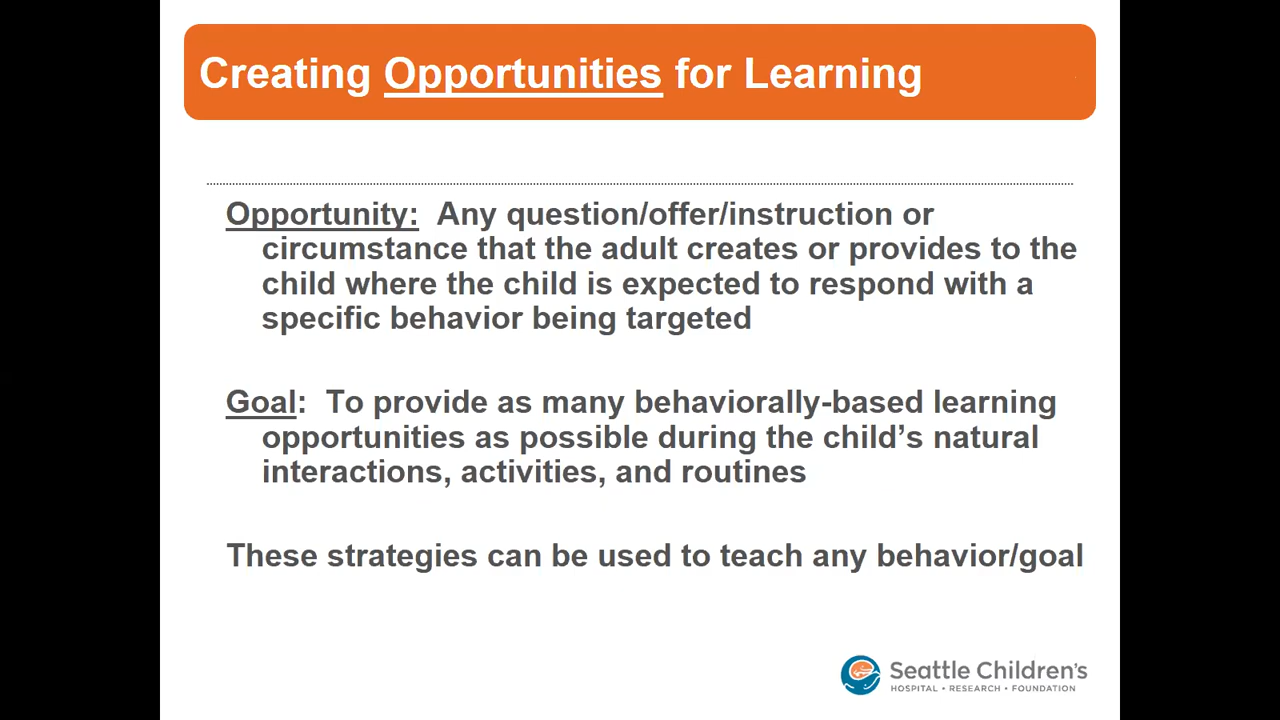 Creating Opportunities for Learning
Opportunity: Any question/offer/instruction or
circumstance that the adult creates or provides to the
child where the child is expected to respond with a
specific behavior being targeted
Goal: To provide as many behaviorally-based learning
opportunities as possible during the child’s natural
interactions, activities, and routines
These strategies can be used to teach any behavior/goal
Seattle Children’s
HOSPITAL • RESEARCH • FOUNDATION